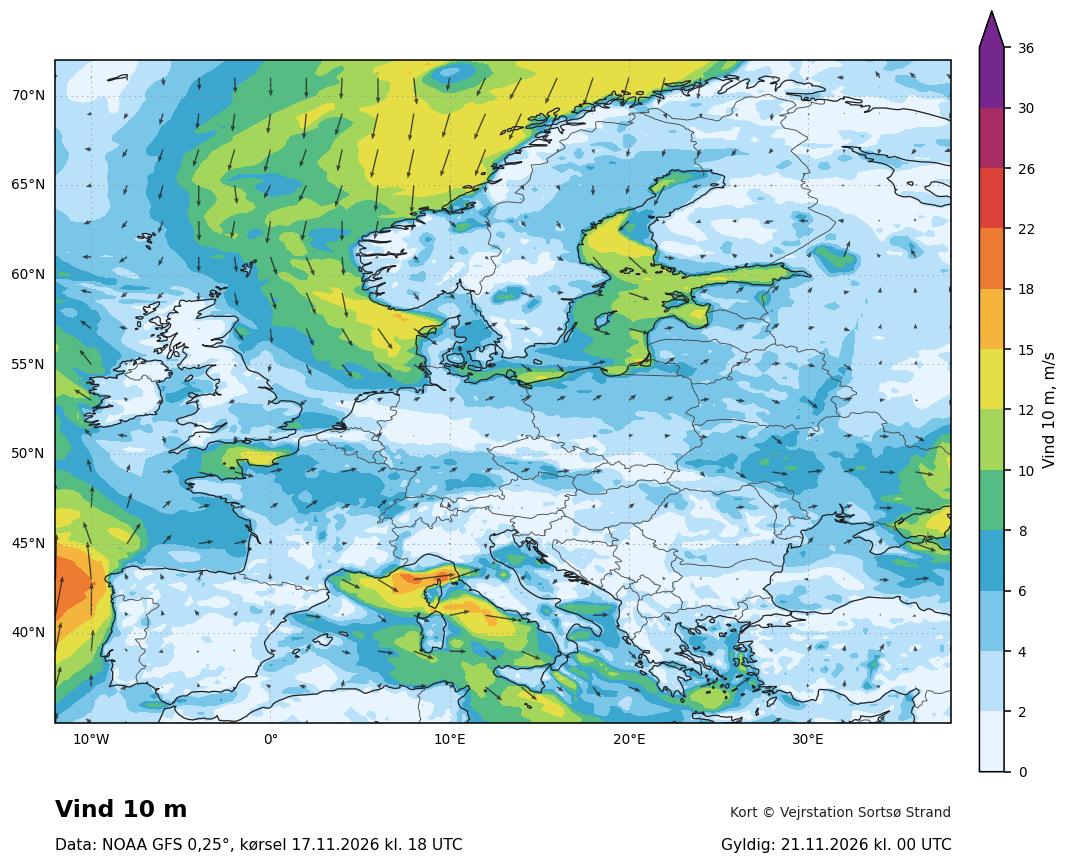 36
30
26
22
18
15
12
10
8
6
4
2
0
Vind 10 m, m/s
70°N
65°N
60°N
55°N
50°N
45°N
40°N
10°W
0°
10°E
20°E
30°E
Vind 10 m
Kort © Vejrstation Sortsø Strand
Data: NOAA GFS 0,25°, kørsel 17.11.2026 kl. 18 UTC
Gyldig: 21.11.2026 kl. 00 UTC